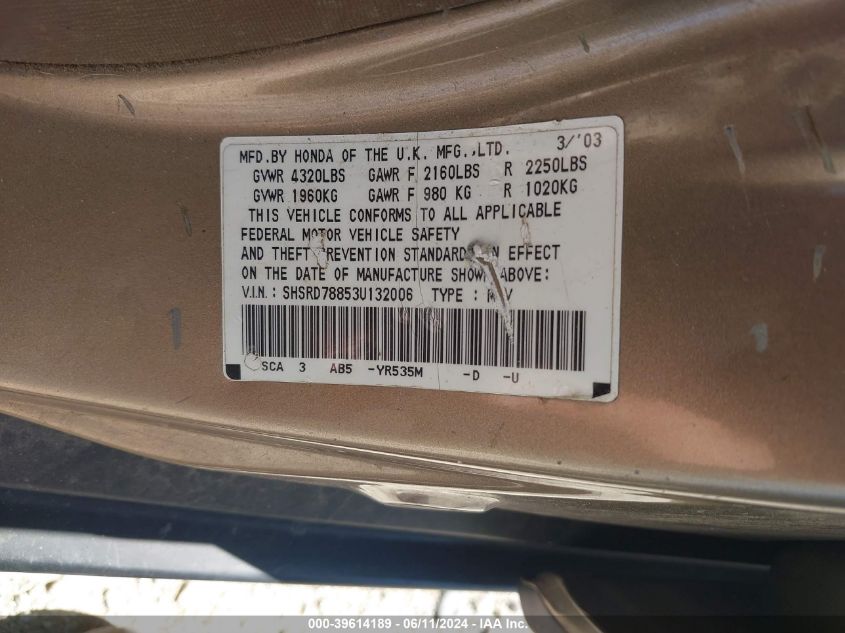 MFD.BY HONDA OF THE U.K. MFG.,LTD. 3/'03
GVWR 4320LBS GAWR F 2160LBS R 2250LBS
GVWR 1960KG GAWR F 980 KG R 1020KG
THIS VEHICLE CONFORMS TO ALL APPLICABLE
FEDERAL MOTOR VEHICLE SAFETY
AND THEFT PREVENTION STANDARDS IN EFFECT
ON THE DATE OF MANUFACTURE SHOWN ABOVE:
V.I.N.: SHSRD78853U132006 TYPE: MPV
SCA 3 AB5 -YR535M -D -U
000-39614189 - 06/11/2024 - IAA Inc.